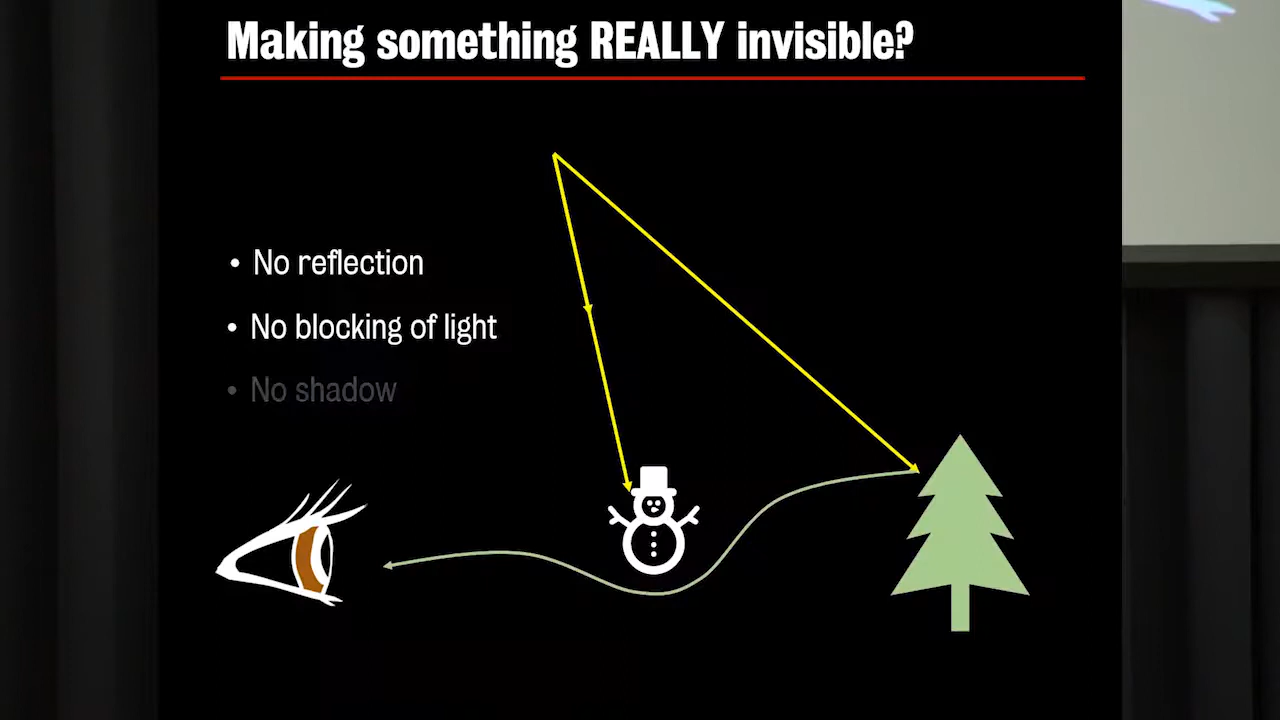 Making something REALLY invisible?
• No reflection
• No blocking of light
• No shadow